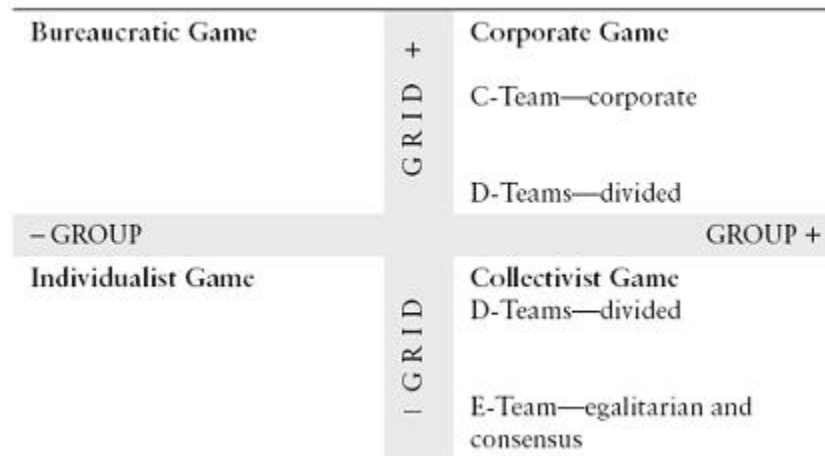 Bureaucratic Game
GRID +
Corporate Game
C-Team—corporate
D-Teams—divided
– GROUP
GROUP +
Individualist Game
– GRID
Collectivist Game
D-Teams—divided
E-Team—egalitarian and
consensus